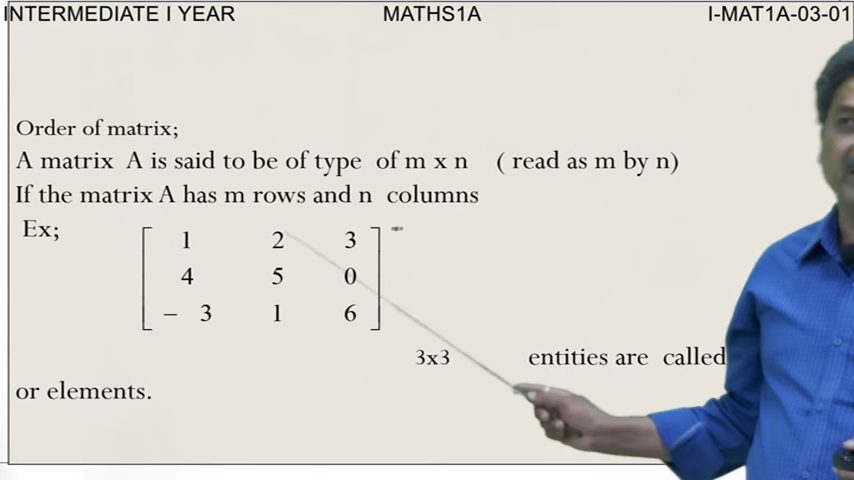 INTERMEDIATE I YEAR MATHS1A I-MAT1A-03-01
Order of matrix;
A matrix A is said to be of type of m x n ( read as m by n)
If the matrix A has m rows and n columns
Ex;
1 2 3
4 5 0
– 3 1 6
3x3 entities are called
or elements.